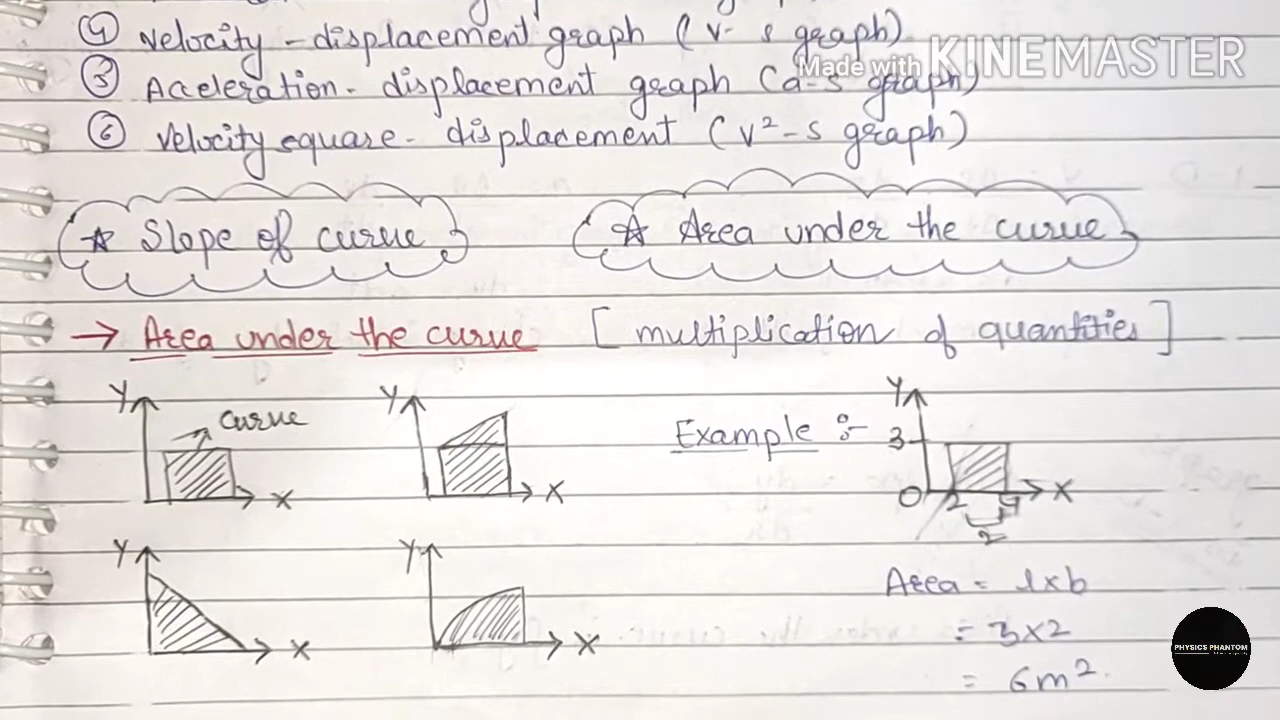 ④ Velocity - displacement graph (v- s graph)
Made with KINEMASTER
⑤ Acceleration- displacement graph (a-s graph)
⑥ Velocity square- displacement (v²-s graph)
☆ Slope of curve
☆ Area under the curve
→ Area under the curve [multiplication of quantities]
Y
curve
X
Y
X
Example :-
Y
3
O
2
4
X
2
Y
X
Y
X
Area = l×b
= 3×2
= 6m².
PHYSICS PHANTOM